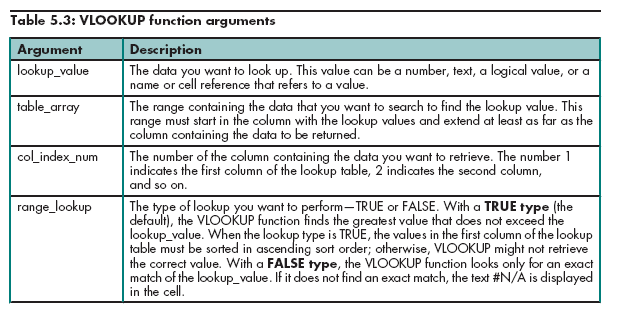 Table 5.3: VLOOKUP function arguments
Argument Description
lookup_value The data you want to look up. This value can be a number, text, a logical value, or a
name or cell reference that refers to a value.
table_array The range containing the data that you want to search to find the lookup value. This
range must start in the column with the lookup values and extend at least as far as the
column containing the data to be returned.
col_index_num The number of the column containing the data you want to retrieve. The number 1
indicates the first column of the lookup table, 2 indicates the second column,
and so on.
range_lookup The type of lookup you want to perform—TRUE or FALSE. With a TRUE type (the
default), the VLOOKUP function finds the greatest value that does not exceed the
lookup_value. When the lookup type is TRUE, the values in the first column of the lookup
table must be sorted in ascending sort order; otherwise, VLOOKUP might not retrieve
the correct value. With a FALSE type, the VLOOKUP function looks only for an exact
match of the lookup_value. If it does not find an exact match, the text #N/A is displayed
in the cell.